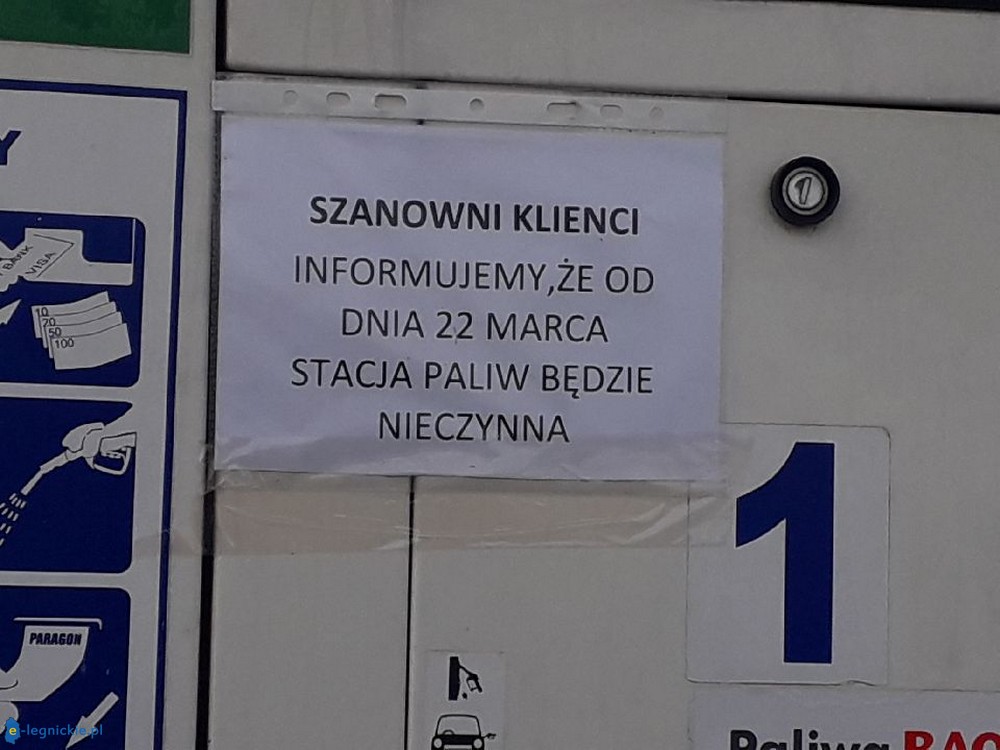 Y
BANK
VISA
10
20
50
100
SZANOWNI KLIENCI
INFORMUJEMY,ŻE OD
DNIA 22 MARCA
STACJA PALIW BĘDZIE
NIECZYNNA
1
1
PARAGON
Paliwa
e-legnickie.pl